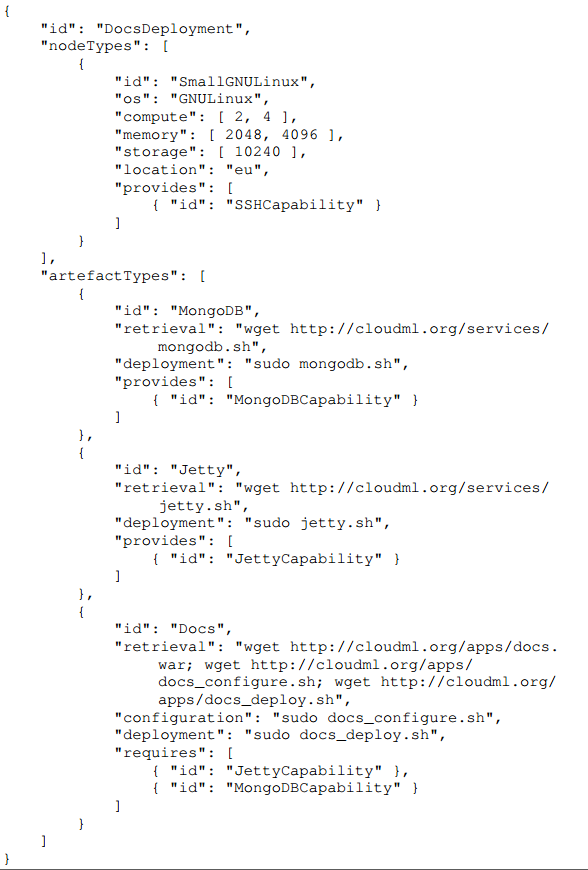 {
    "id": "DocsDeployment",
    "nodeTypes": [
        {
            "id": "SmallGNULinux",
            "os": "GNULinux",
            "compute": [ 2, 4 ],
            "memory": [ 2048, 4096 ],
            "storage": [ 10240 ],
            "location": "eu",
            "provides": [
                { "id": "SSHCapability" }
            ]
        }
    ],
    "artefactTypes": [
        {
            "id": "MongoDB",
            "retrieval": "wget http://cloudml.org/services/
                mongodb.sh",
            "deployment": "sudo mongodb.sh",
            "provides": [
                { "id": "MongoDBCapability" }
            ]
        },
        {
            "id": "Jetty",
            "retrieval": "wget http://cloudml.org/services/
                jetty.sh",
            "deployment": "sudo jetty.sh",
            "provides": [
                { "id": "JettyCapability" }
            ]
        },
        {
            "id": "Docs",
            "retrieval": "wget http://cloudml.org/apps/docs.
                war; wget http://cloudml.org/apps/
                docs_configure.sh; wget http://cloudml.org/
                apps/docs_deploy.sh",
            "configuration": "sudo docs_configure.sh",
            "deployment": "sudo docs_deploy.sh",
            "requires": [
                { "id": "JettyCapability" },
                { "id": "MongoDBCapability" }
            ]
        }
    ]
}